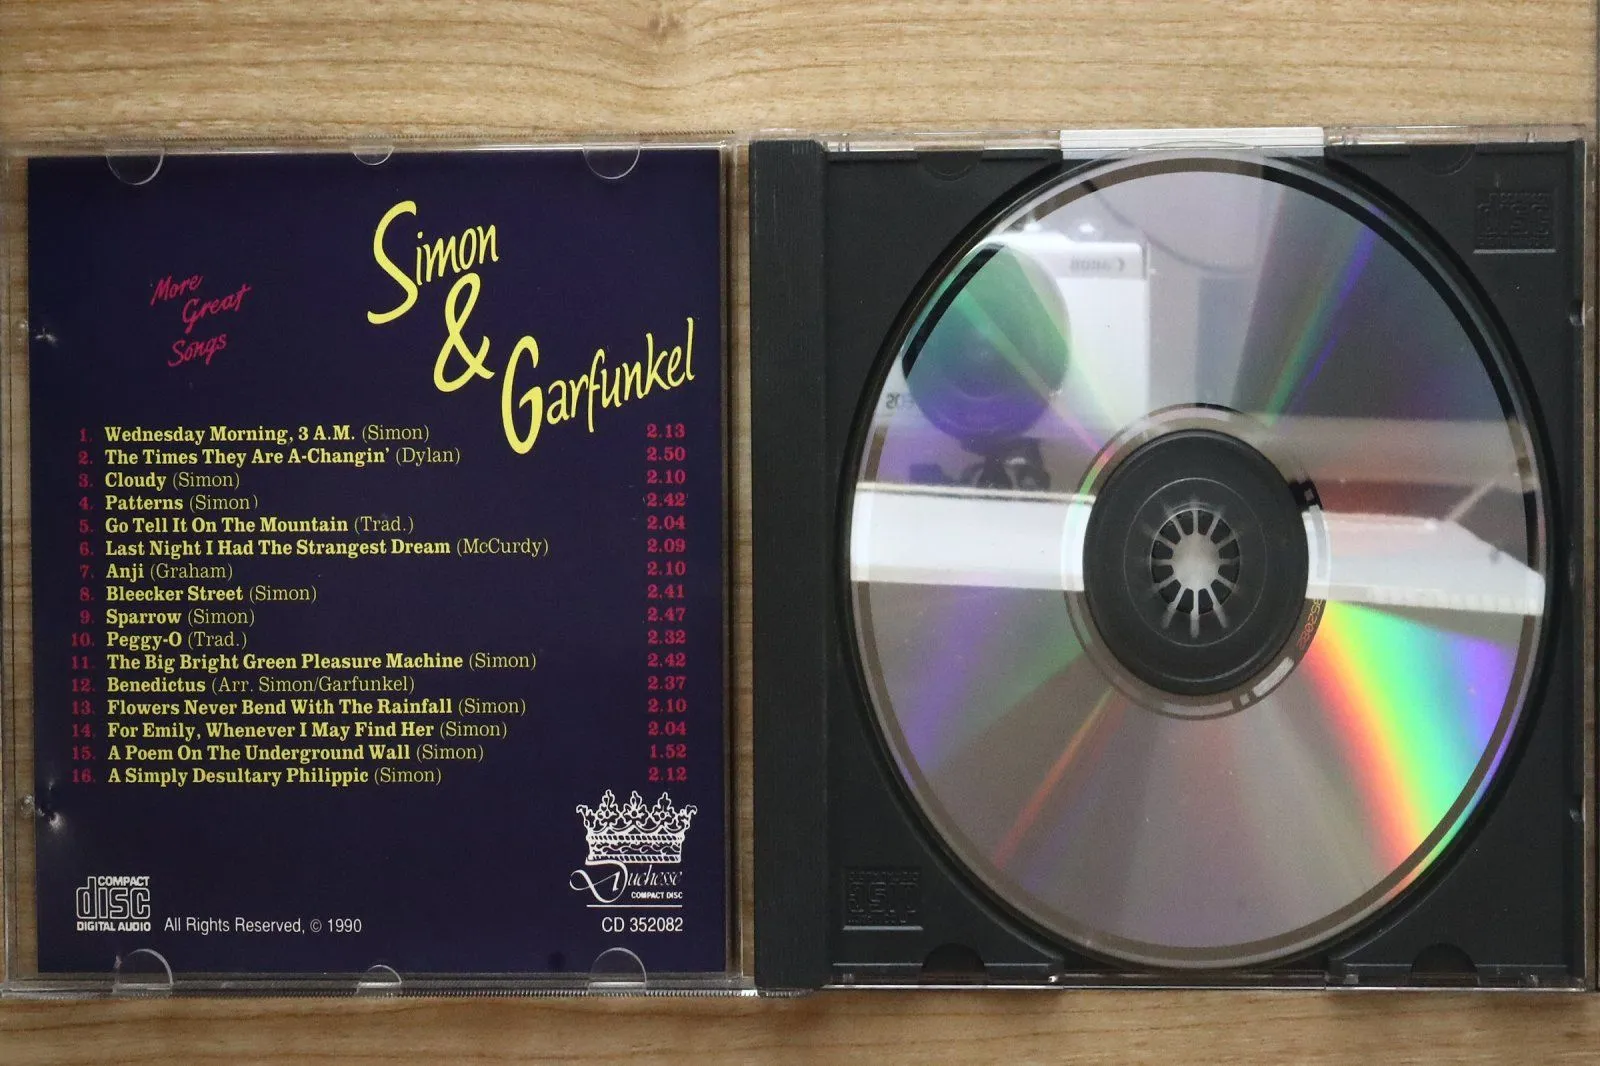 More
Great
Songs
Simon
&
Garfunkel
1. Wednesday Morning, 3 A.M. (Simon) 2.13
2. The Times They Are A-Changin' (Dylan) 2.50
3. Cloudy (Simon) 2.10
4. Patterns (Simon) 2.42
5. Go Tell It On The Mountain (Trad.) 2.04
6. Last Night I Had The Strangest Dream (McCurdy) 2.09
7. Anji (Graham) 2.10
8. Bleecker Street (Simon) 2.41
9. Sparrow (Simon) 2.47
10. Peggy-O (Trad.) 2.32
11. The Big Bright Green Pleasure Machine (Simon) 2.42
12. Benedictus (Arr. Simon/Garfunkel) 2.37
13. Flowers Never Bend With The Rainfall (Simon) 2.10
14. For Emily, Whenever I May Find Her (Simon) 2.04
15. A Poem On The Underground Wall (Simon) 1.52
16. A Simply Desultary Philippic (Simon) 2.12
COMPACT
disc
DIGITAL AUDIO
All Rights Reserved, © 1990
Duchesse
COMPACT DISC
CD 352082
Canon
EOS